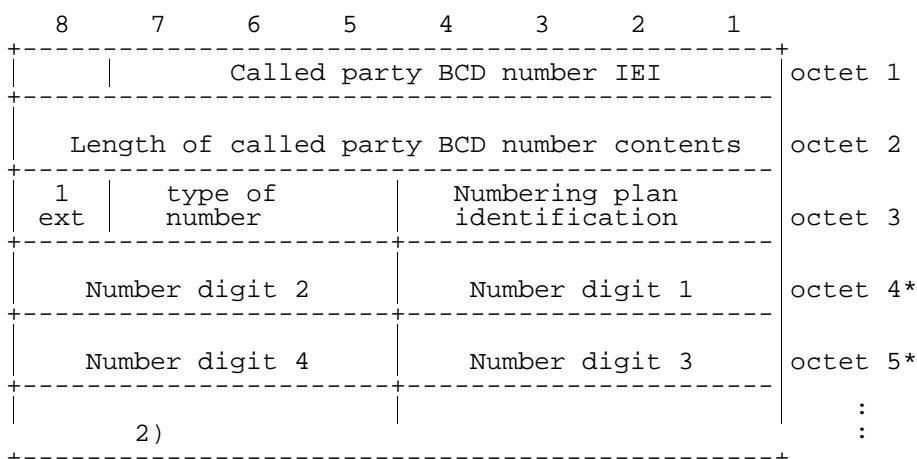 8 7 6 5 4 3 2 1
Called party BCD number IEI octet 1
Length of called party BCD number contents octet 2
1 type of Numbering plan
ext number identification octet 3
Number digit 2 Number digit 1 octet 4*
Number digit 4 Number digit 3 octet 5*
:
2) :